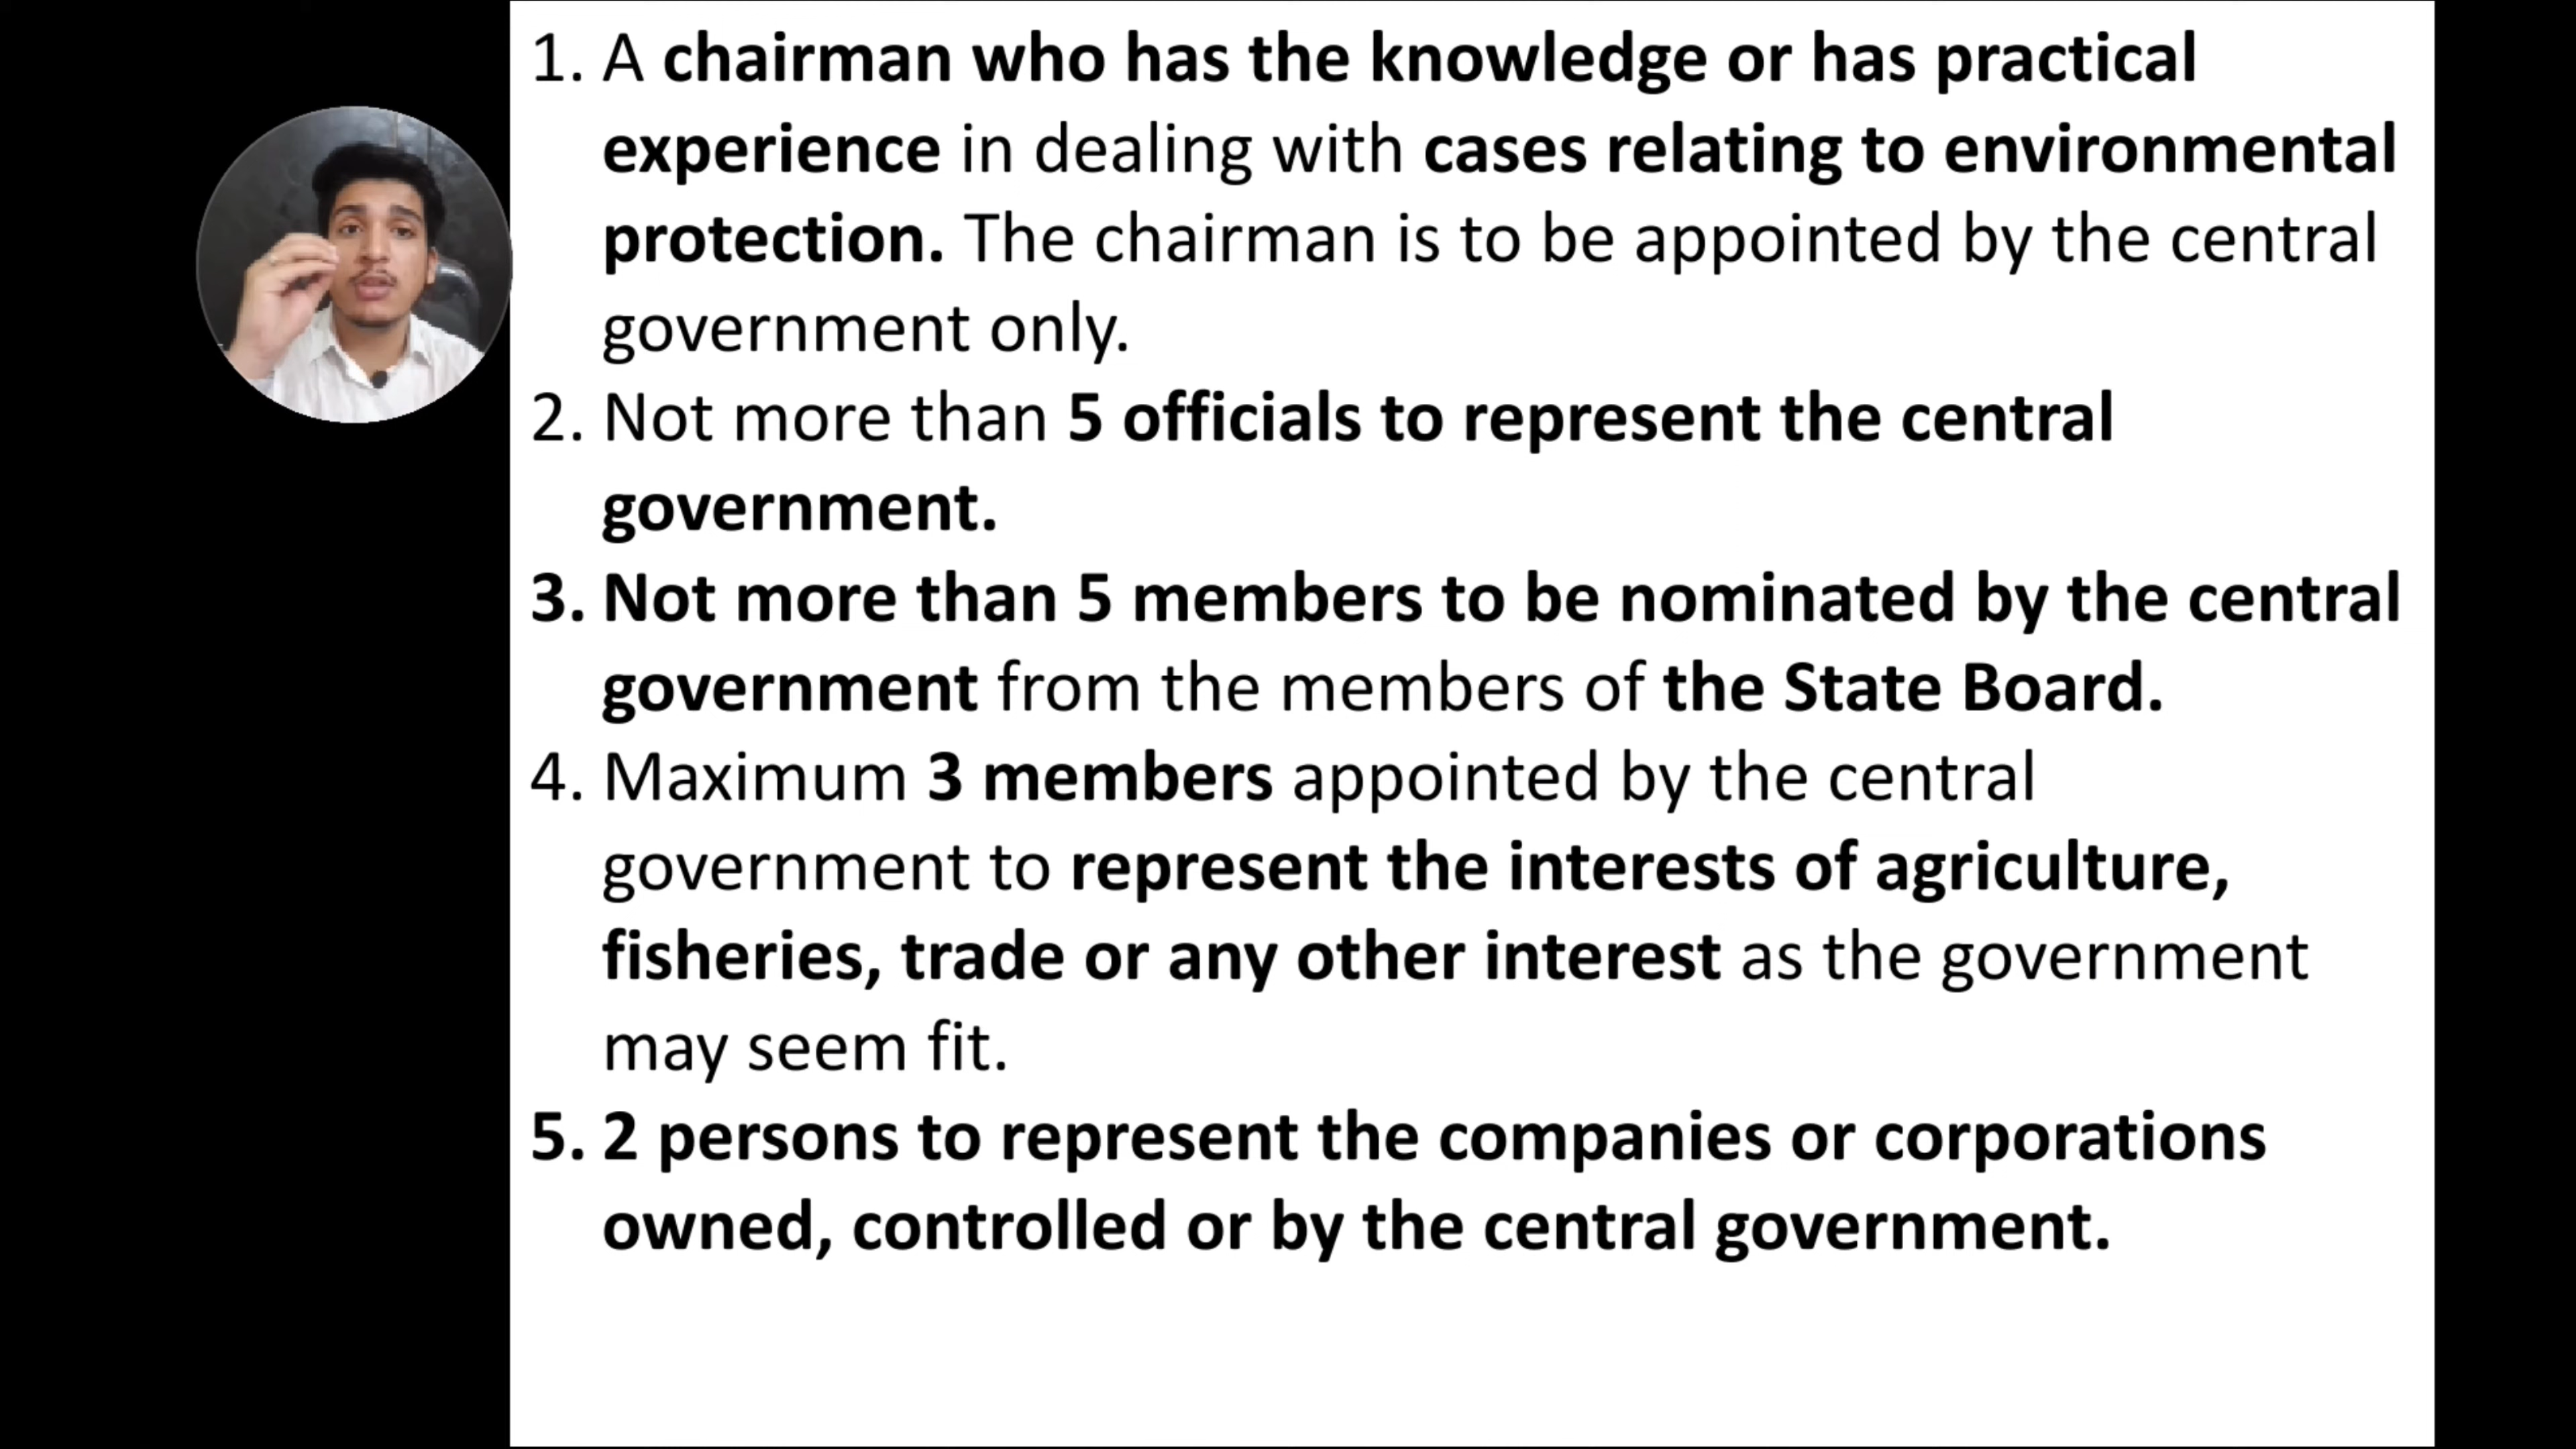 1. A chairman who has the knowledge or has practical
experience in dealing with cases relating to environmental
protection. The chairman is to be appointed by the central
government only.
2. Not more than 5 officials to represent the central
government.
3. Not more than 5 members to be nominated by the central
government from the members of the State Board.
4. Maximum 3 members appointed by the central
government to represent the interests of agriculture,
fisheries, trade or any other interest as the government
may seem fit.
5. 2 persons to represent the companies or corporations
owned, controlled or by the central government.